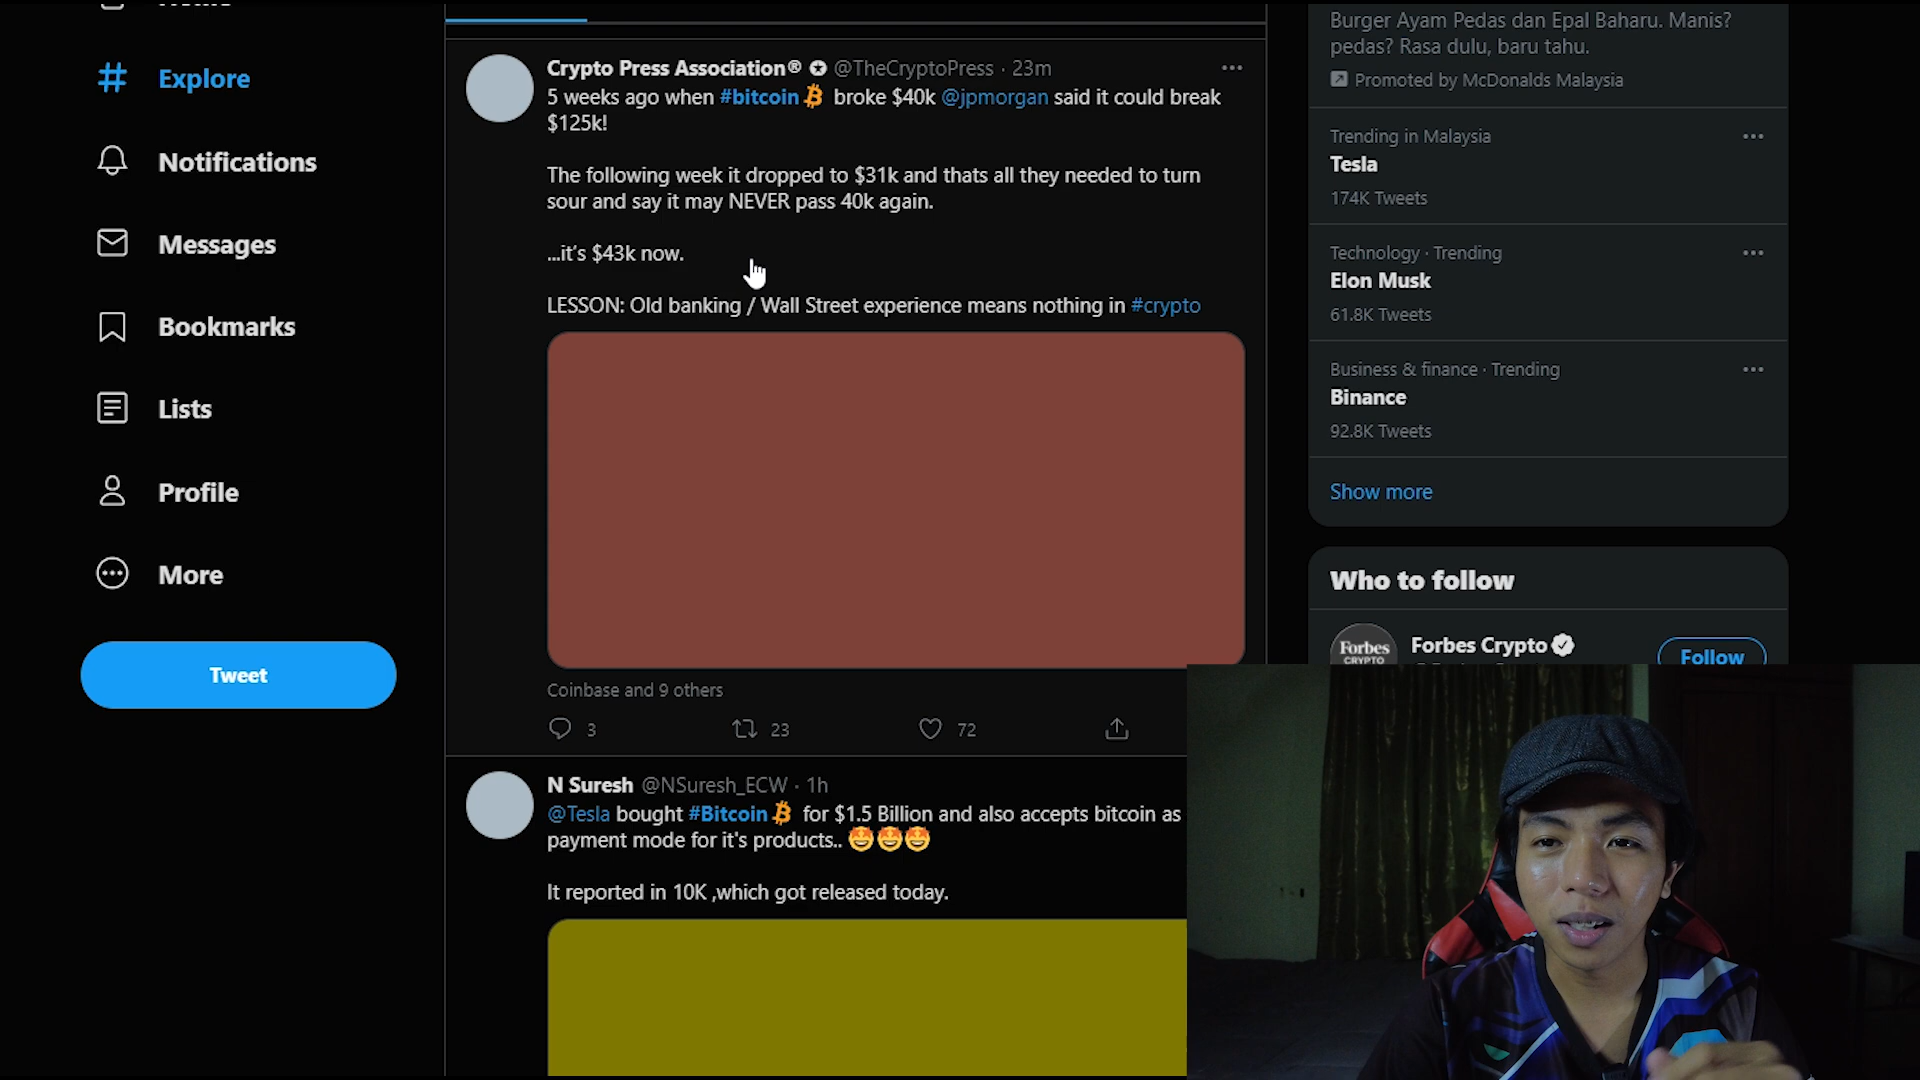 Explore
Notifications
Messages
Bookmarks
Lists
Profile
More
Tweet
Crypto Press Association® @TheCryptoPress · 23m
5 weeks ago when #bitcoin broke $40k @jpmorgan said it could break
$125k!
The following week it dropped to $31k and thats all they needed to turn
sour and say it may NEVER pass 40k again.
...it's $43k now.
LESSON: Old banking / Wall Street experience means nothing in #crypto
Coinbase and 9 others
3 23 72
N Suresh @NSuresh_ECW · 1h
@Tesla bought #Bitcoin for $1.5 Billion and also accepts bitcoin as
payment mode for it's products.. 🤩🤩🤩
It reported in 10K ,which got released today.
Burger Ayam Pedas dan Epal Baharu. Manis?
pedas? Rasa dulu, baru tahu.
Promoted by McDonalds Malaysia
Trending in Malaysia
Tesla
174K Tweets
Technology · Trending
Elon Musk
61.8K Tweets
Business & finance · Trending
Binance
92.8K Tweets
Show more
Who to follow
Forbes
CRYPTO
Forbes Crypto
Follow